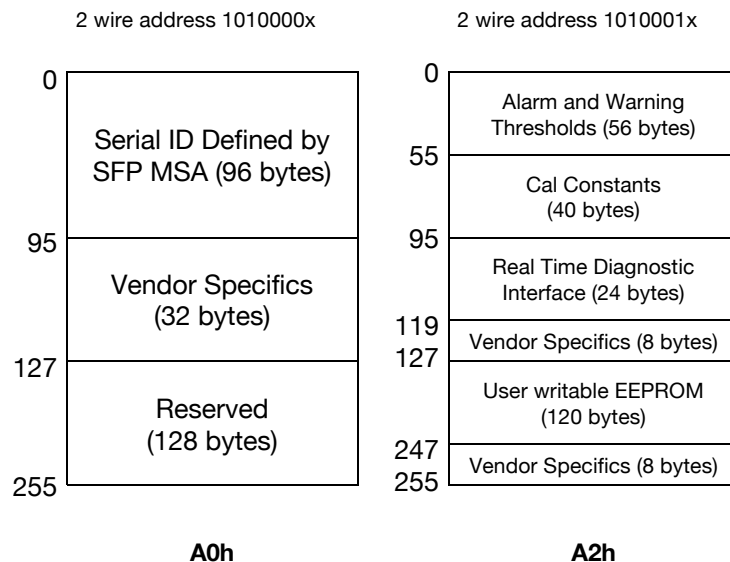 2 wire address 1010000x
0
Serial ID Defined by
SFP MSA (96 bytes)
95
Vendor Specifics
(32 bytes)
127
Reserved
(128 bytes)
255
A0h
2 wire address 1010001x
0
Alarm and Warning
Thresholds (56 bytes)
55
Cal Constants
(40 bytes)
95
Real Time Diagnostic
Interface (24 bytes)
119
Vendor Specifics (8 bytes)
127
User writable EEPROM
(120 bytes)
247
Vendor Specifics (8 bytes)
255
A2h